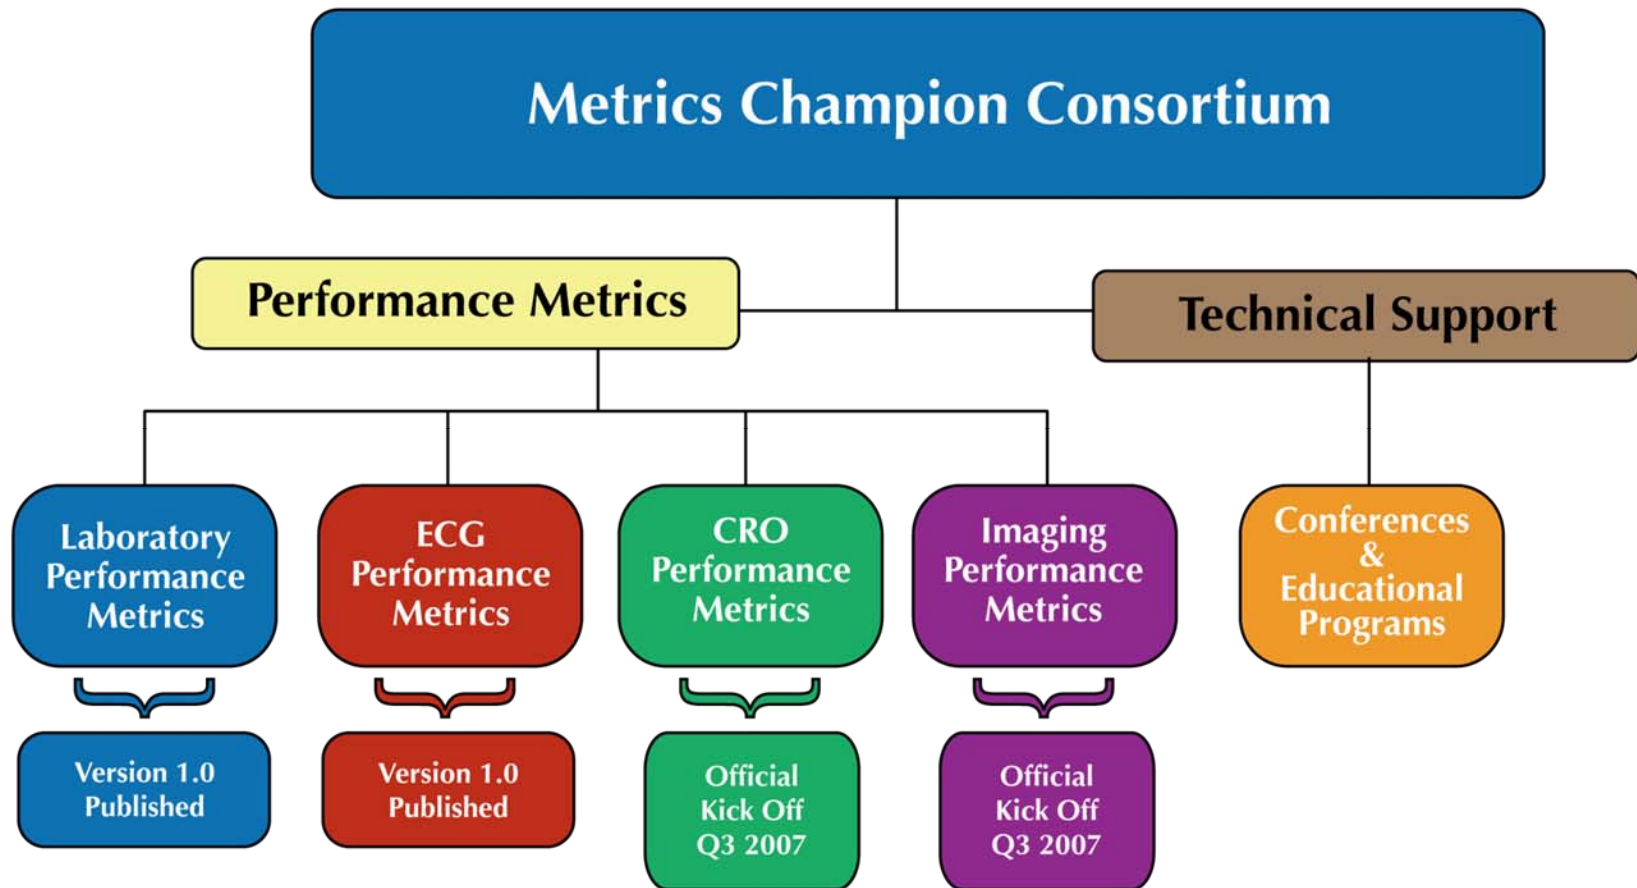 Metrics Champion Consortium
Performance Metrics
Technical Support
Laboratory
Performance
Metrics
ECG
Performance
Metrics
CRO
Performance
Metrics
Imaging
Performance
Metrics
Conferences
&
Educational
Programs
Version 1.0
Published
Version 1.0
Published
Official
Kick Off
Q3 2007
Official
Kick Off
Q3 2007